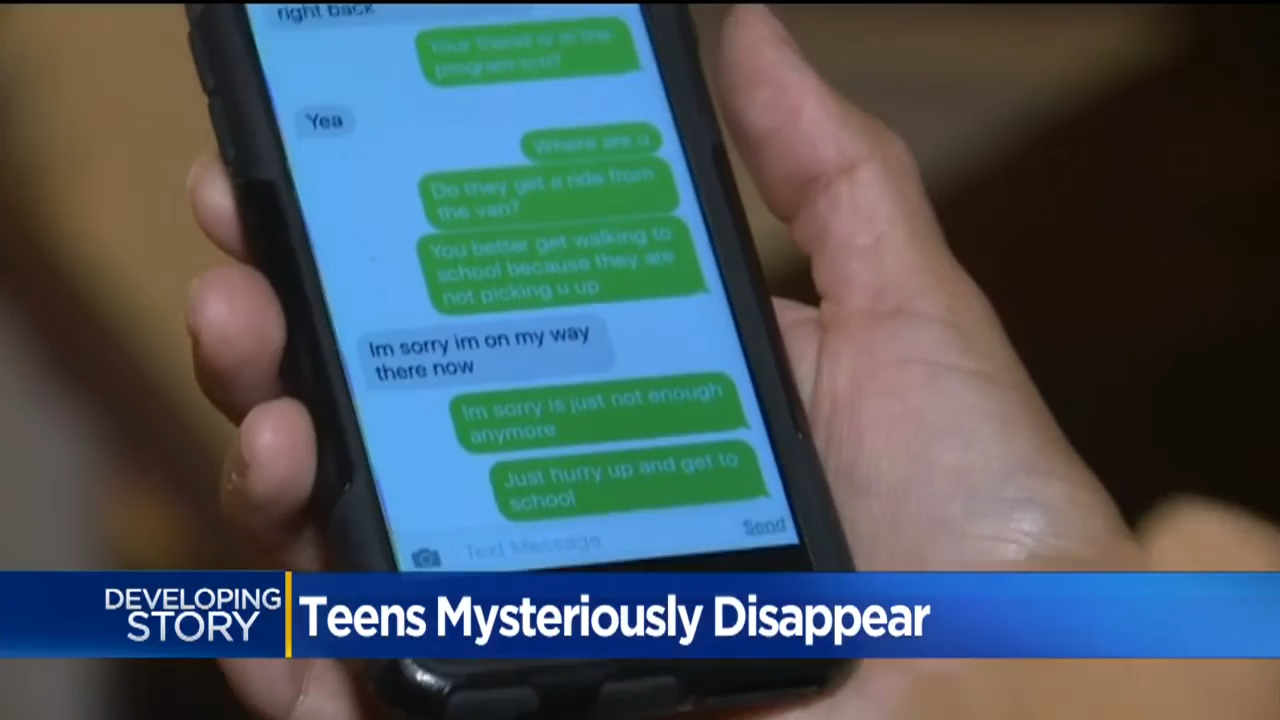 right back
Your friend is in the
program too?
Yea
Where are u
Do they get a ride from
the van?
You better get walking to
school because they are
not picking u up
Im sorry im on my way
there now
Im sorry is just not enough
anymore
Just hurry up and get to
school
Text Message
Send
DEVELOPING
STORY
Teens Mysteriously Disappear